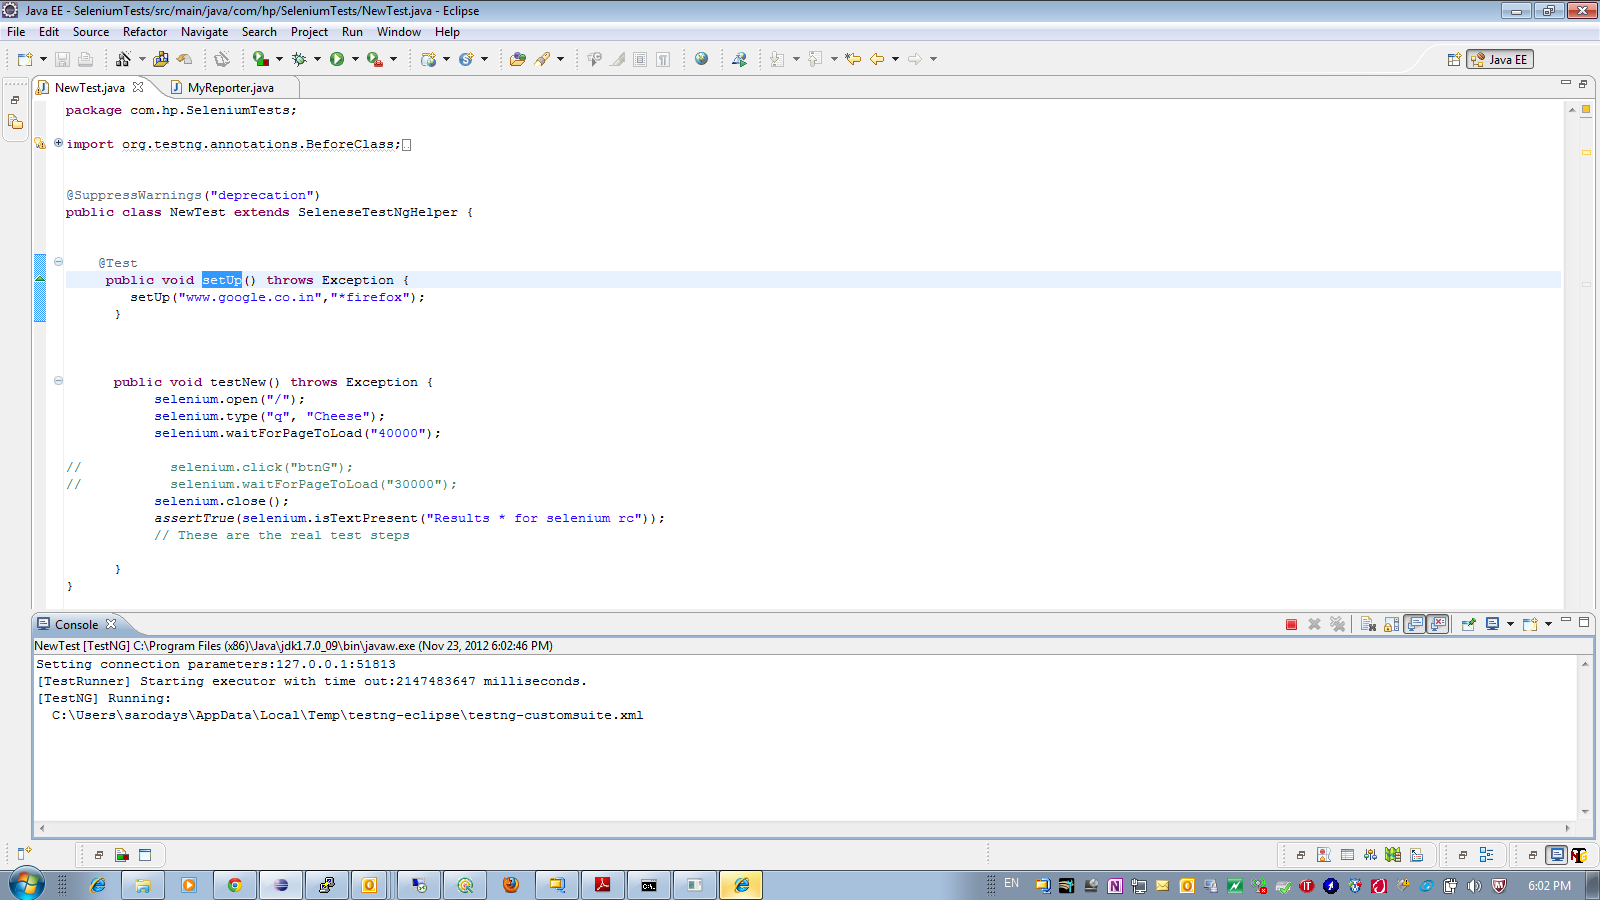 Java EE - SeleniumTests/src/main/java/com/hp/SeleniumTests/NewTest.java - Eclipse
File Edit Source Refactor Navigate Search Project Run Window Help
Java EE
NewTest.java MyReporter.java
package com.hp.SeleniumTests;
import org.testng.annotations.BeforeClass;
@SuppressWarnings("deprecation")
public class NewTest extends SeleneseTestNgHelper {
@Test
public void setUp() throws Exception {
setUp("www.google.co.in","*firefox");
}
public void testNew() throws Exception {
selenium.open("/");
selenium.type("q", "Cheese");
selenium.waitForPageToLoad("40000");
// selenium.click("btnG");
// selenium.waitForPageToLoad("30000");
selenium.close();
assertTrue(selenium.isTextPresent("Results * for selenium rc"));
// These are the real test steps
}
}
Console
NewTest [TestNG] C:\Program Files (x86)\Java\jdk1.7.0_09\bin\javaw.exe (Nov 23, 2012 6:02:46 PM)
Setting connection parameters:127.0.0.1:51813
[TestRunner] Starting executor with time out:2147483647 milliseconds.
[TestNG] Running:
C:\Users\sarodays\AppData\Local\Temp\testng-eclipse\testng-customsuite.xml
EN
6:02 PM